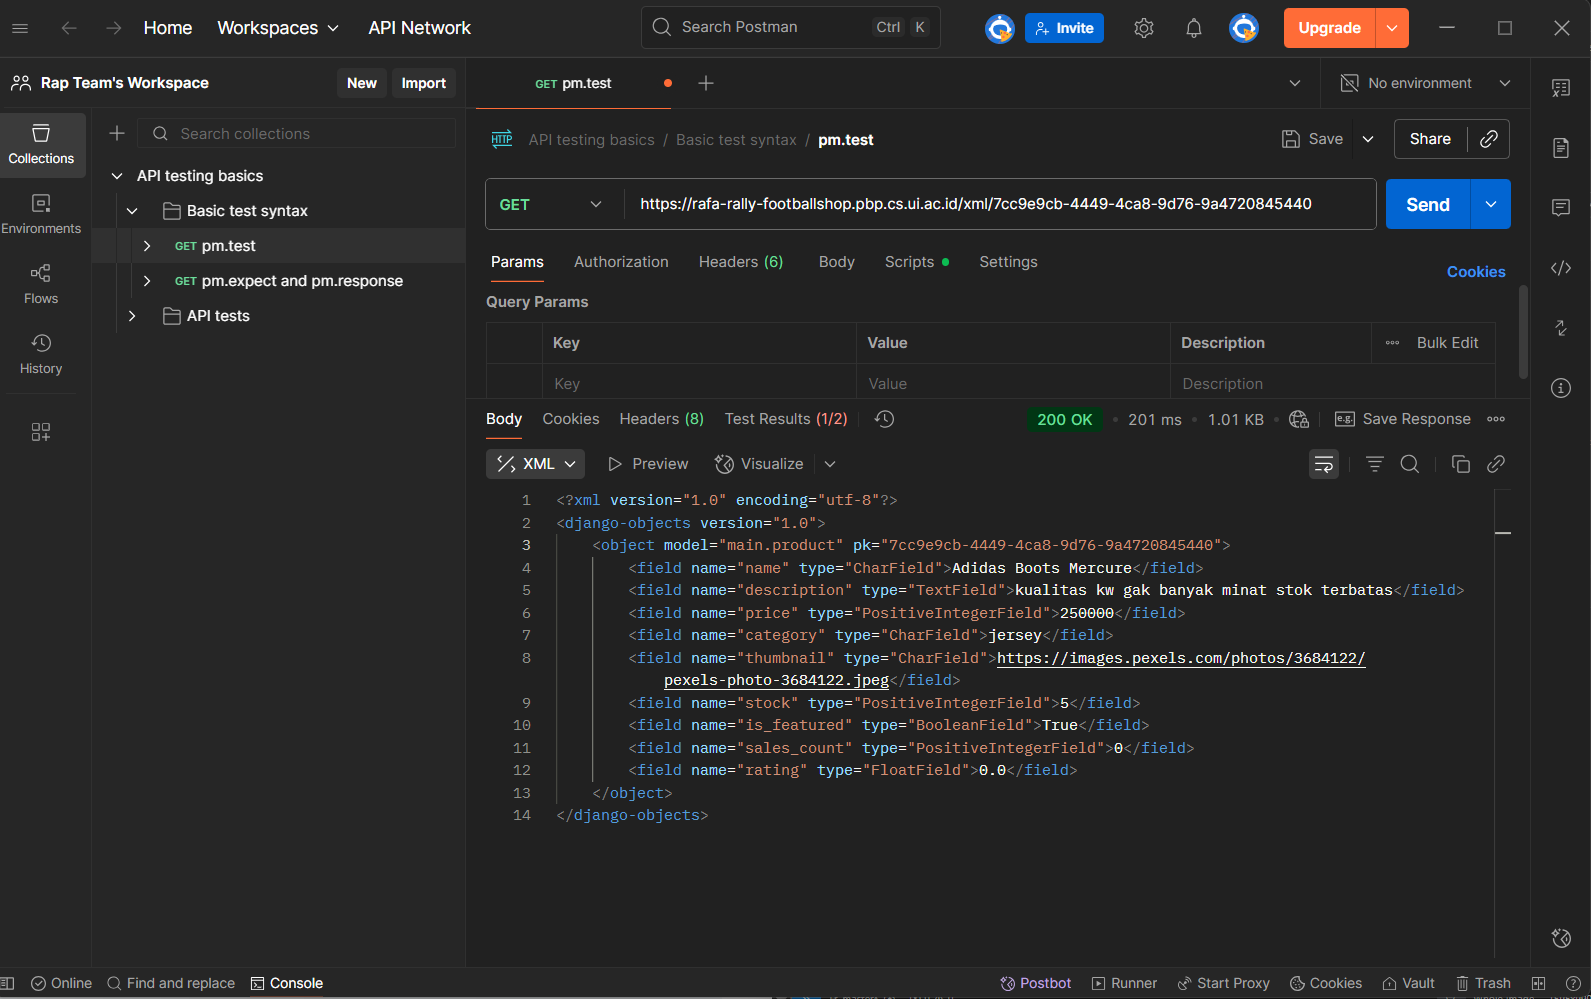 Home
Workspaces
API Network
Search Postman
Ctrl K
Invite
Upgrade
Rap Team's Workspace
New
Import
GET pm.test
No environment
Collections
Environments
Flows
History
Search collections
API testing basics
Basic test syntax
GET pm.test
GET pm.expect and pm.response
API tests
HTTP API testing basics / Basic test syntax / pm.test
Save
Share
GET
https://rafa-rally-footballshop.pbp.cs.ui.ac.id/xml/7cc9e9cb-4449-4ca8-9d76-9a4720845440
Send
Params Authorization Headers (6) Body Scripts Settings
Cookies
Query Params
Key Value Description Bulk Edit
Key Value Description
Body Cookies Headers (8) Test Results (1/2)
200 OK • 201 ms • 1.01 KB •
e.g. Save Response
XML Preview Visualize
1 <?xml version="1.0" encoding="utf-8"?>
2 <django-objects version="1.0">
3 <object model="main.product" pk="7cc9e9cb-4449-4ca8-9d76-9a4720845440">
4 <field name="name" type="CharField">Adidas Boots Mercure</field>
5 <field name="description" type="TextField">kualitas kw gak banyak minat stok terbatas</field>
6 <field name="price" type="PositiveIntegerField">250000</field>
7 <field name="category" type="CharField">jersey</field>
8 <field name="thumbnail" type="CharField">https://images.pexels.com/photos/3684122/
pexels-photo-3684122.jpeg</field>
9 <field name="stock" type="PositiveIntegerField">5</field>
10 <field name="is_featured" type="BooleanField">True</field>
11 <field name="sales_count" type="PositiveIntegerField">0</field>
12 <field name="rating" type="FloatField">0.0</field>
13 </object>
14 </django-objects>
Online
Find and replace
Console
Postbot
Runner
Start Proxy
Cookies
Vault
Trash